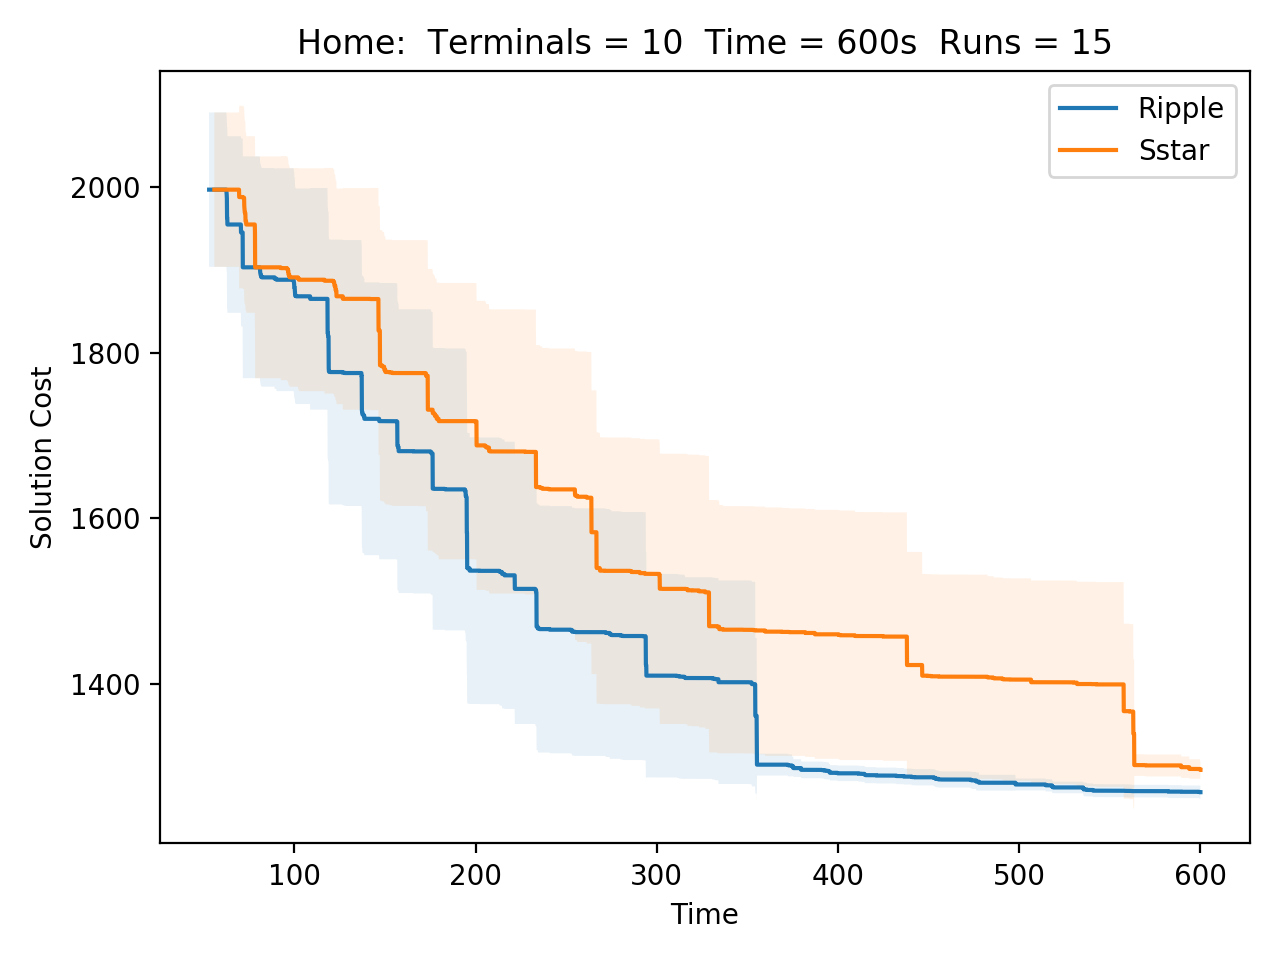 Home:  Terminals = 10  Time = 600s  Runs = 15
Ripple
Sstar
Solution Cost
2000
1800
1600
1400
100 200 300 400 500 600
Time